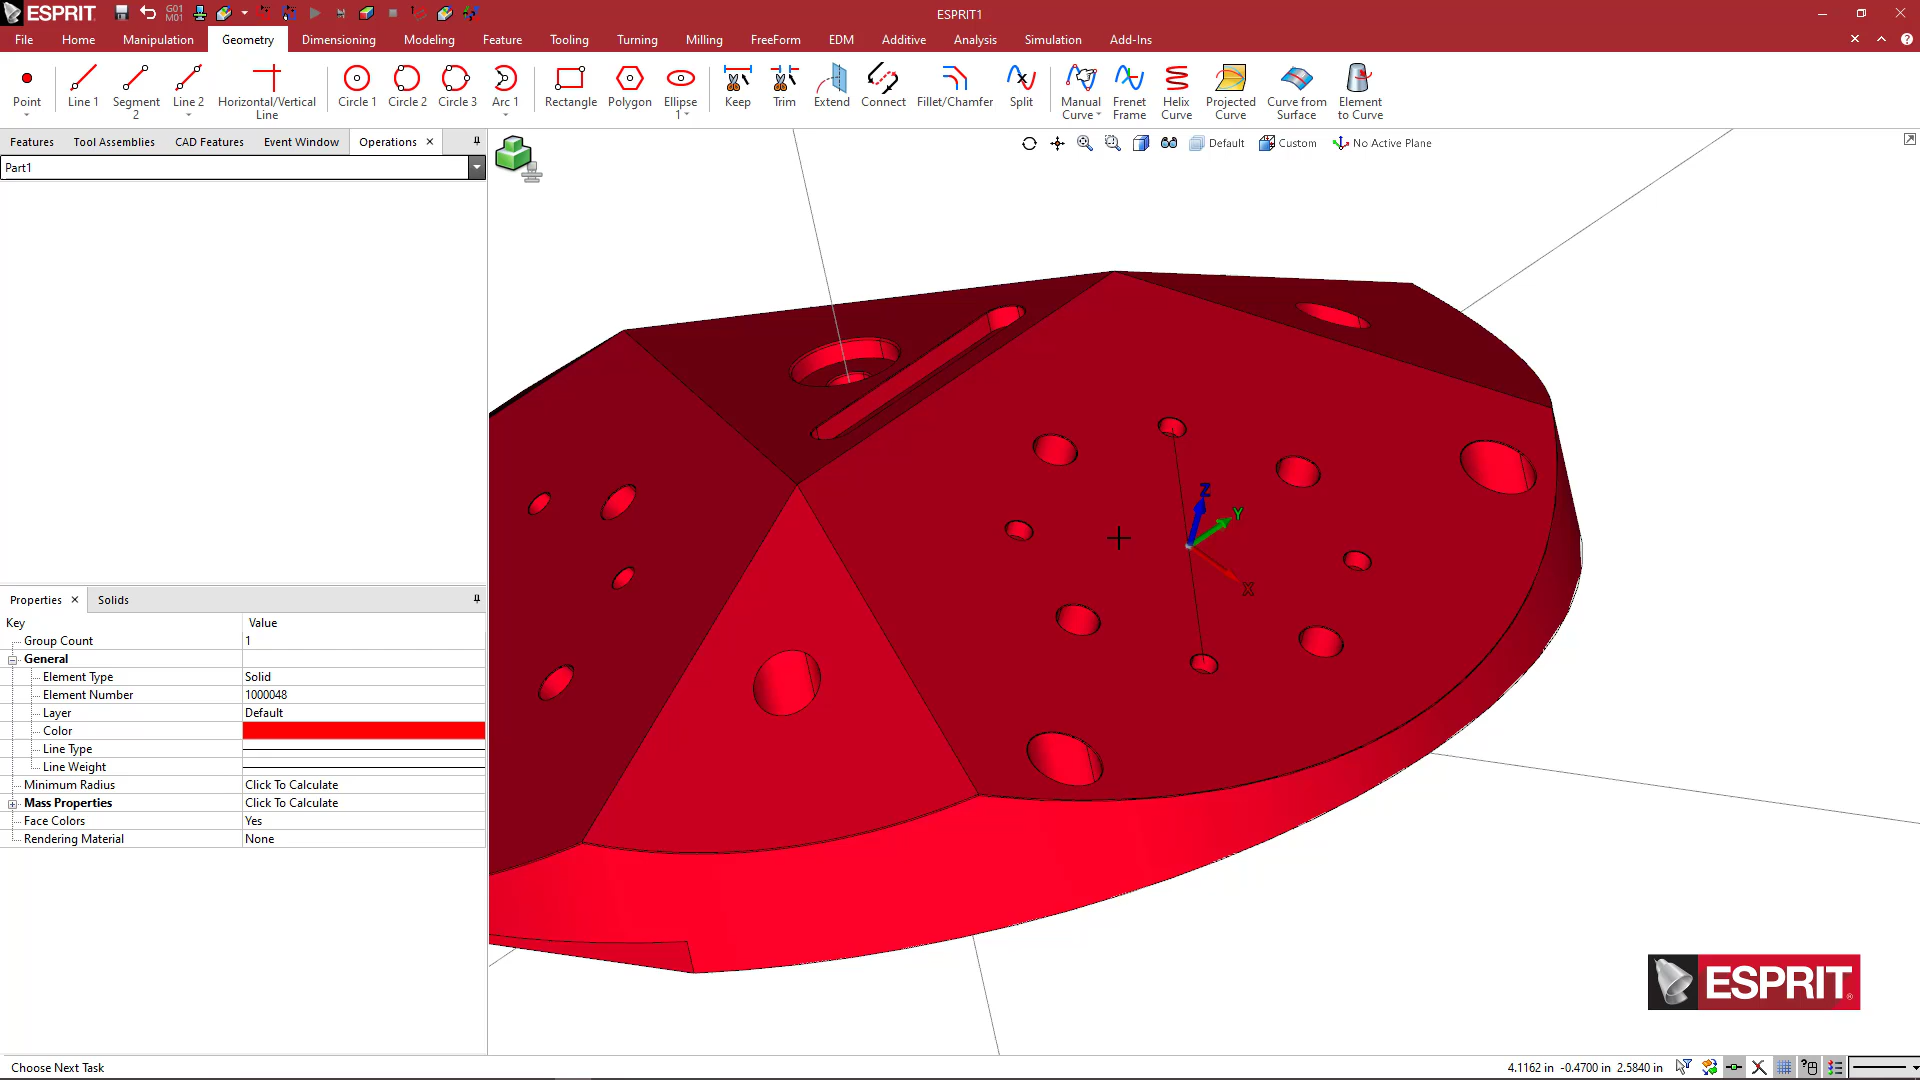 ESPRIT
G01
M01
ESPRIT1
File Home Manipulation Geometry Dimensioning Modeling Feature Tooling Turning Milling FreeForm EDM Additive Analysis Simulation Add-Ins
Point Line 1 Segment 2 Line 2 Horizontal/Vertical Line Circle 1 Circle 2 Circle 3 Arc 1 Rectangle Polygon Ellipse 1 Keep Trim Extend Connect Fillet/Chamfer Split Manual Curve Frenet Frame Helix Curve Projected Curve Curve from Surface Element to Curve
Features Tool Assemblies CAD Features Event Window Operations
Default Custom No Active Plane
Part1
Z
Y
X
Properties Solids
Key Value
Group Count 1
General
Element Type Solid
Element Number 1000048
Layer Default
Color
Line Type
Line Weight
Minimum Radius Click To Calculate
Mass Properties Click To Calculate
Face Colors Yes
Rendering Material None
ESPRIT
Choose Next Task
4.1162 in -0.4700 in 2.5840 in